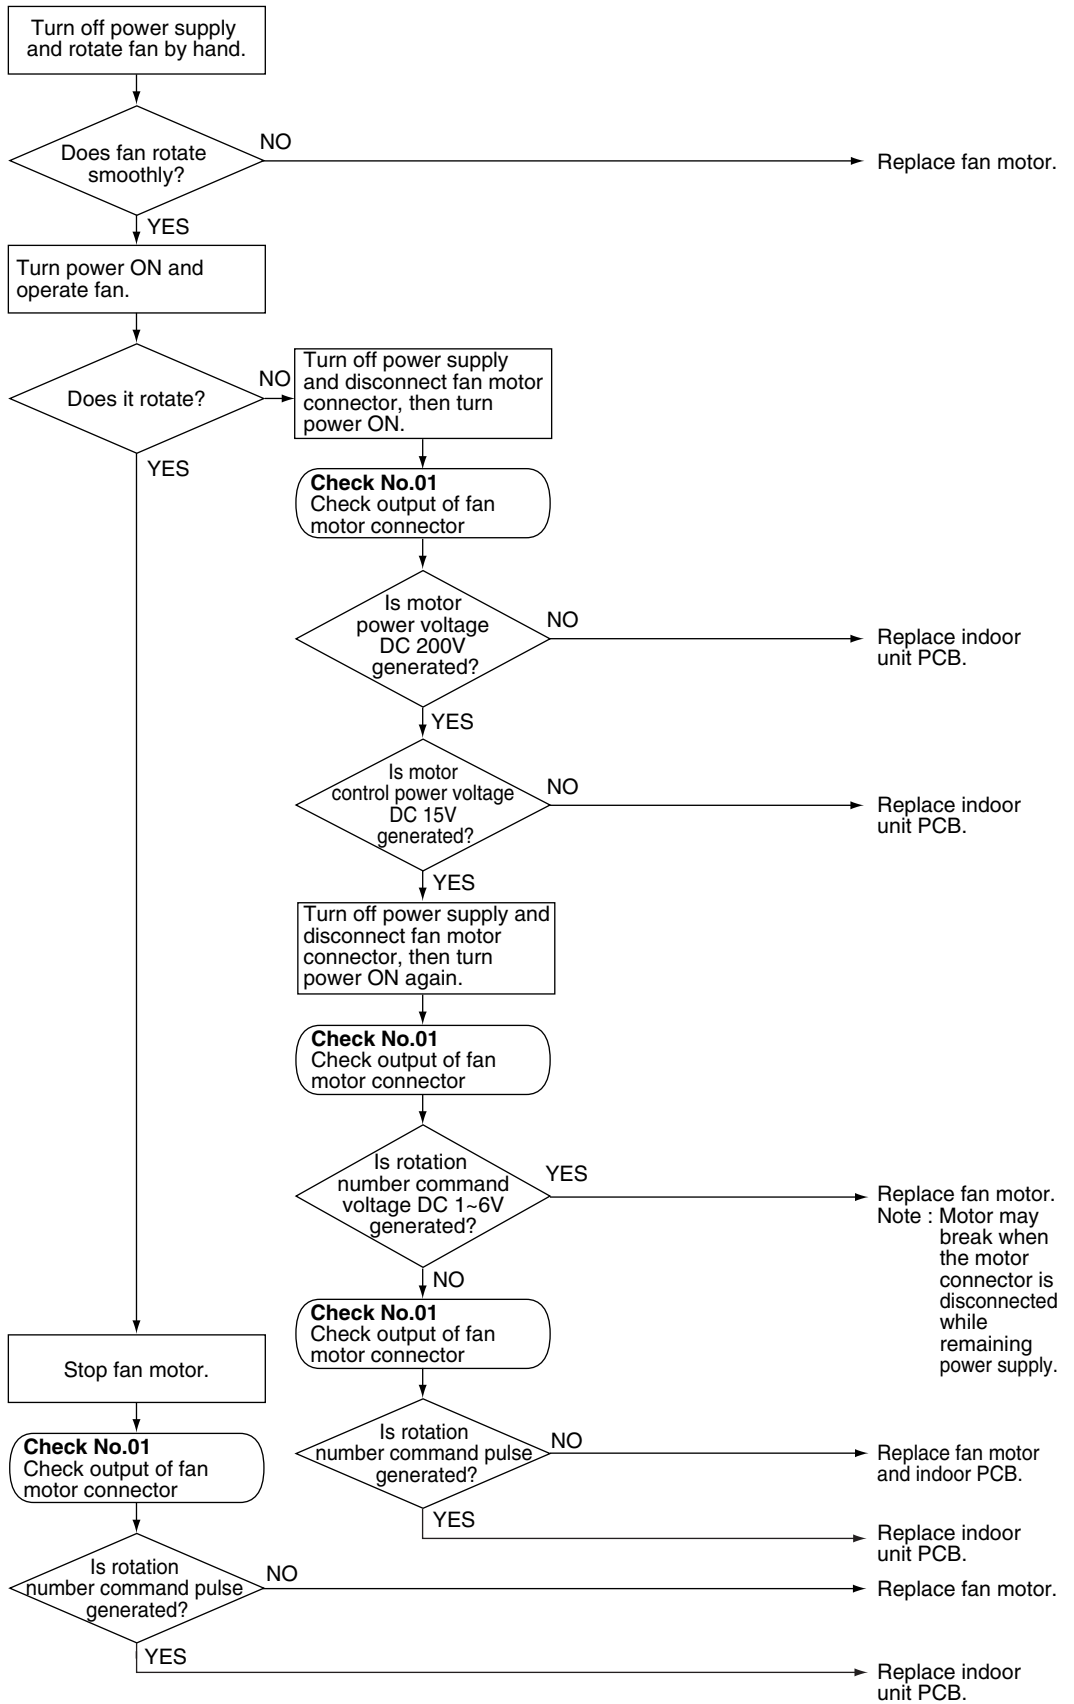 Turn off power supply
and rotate fan by hand.
Does fan rotate
smoothly?
NO
Replace fan motor.
YES
Turn power ON and
operate fan.
Does it rotate?
NO
Turn off power supply
and disconnect fan motor
connector, then turn
power ON.
YES
Check No.01
Check output of fan
motor connector
Is motor
power voltage
DC 200V
generated?
NO
Replace indoor
unit PCB.
YES
Is motor
control power voltage
DC 15V
generated?
NO
Replace indoor
unit PCB.
YES
Turn off power supply and
disconnect fan motor
connector, then turn
power ON again.
Check No.01
Check output of fan
motor connector
Is rotation
number command
voltage DC 1~6V
generated?
YES
Replace fan motor.
Note : Motor may
break when
the motor
connector is
disconnected
while
remaining
power supply.
NO
Check No.01
Check output of fan
motor connector
Is rotation
number command pulse
generated?
NO
Replace fan motor
and indoor PCB.
YES
Replace indoor
unit PCB.
Stop fan motor.
Check No.01
Check output of fan
motor connector
Is rotation
number command pulse
generated?
NO
Replace fan motor.
YES
Replace indoor
unit PCB.